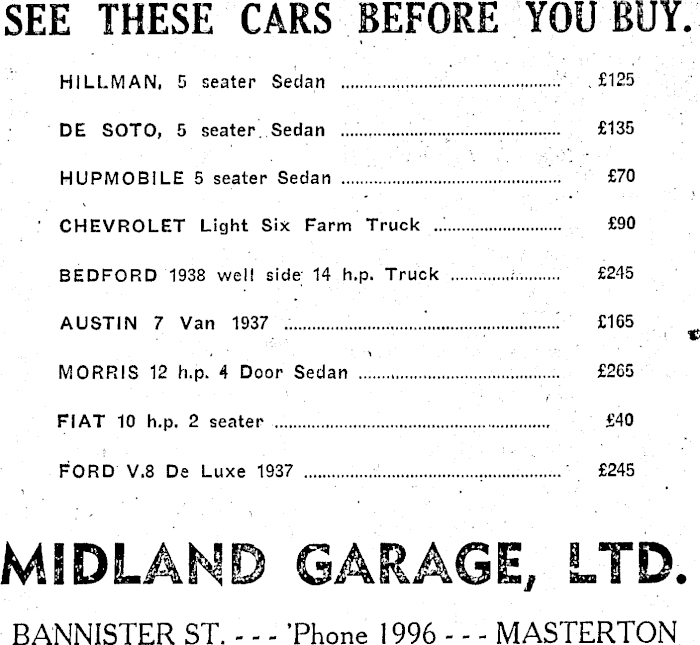 SEE THESE CARS BEFORE YOU BUY.
HILLMAN, 5 seater Sedan ................................................ £125
DE SOTO, 5 seater Sedan ................................................ £135
HUPMOBILE 5 seater Sedan ................................................ £70
CHEVROLET Light Six Farm Truck ............................ £90
BEDFORD 1938 well side 14 h.p. Truck ........................ £245
AUSTIN 7 Van 1937 ............................................................ £165
MORRIS 12 h.p. 4 Door Sedan ............................................ £265
FIAT 10 h.p. 2 seater ............................................................ £40
FORD V.8 De Luxe 1937 ........................................................ £245
MIDLAND GARAGE, LTD.
BANNISTER ST. - - - 'Phone 1996 - - - MASTERTON